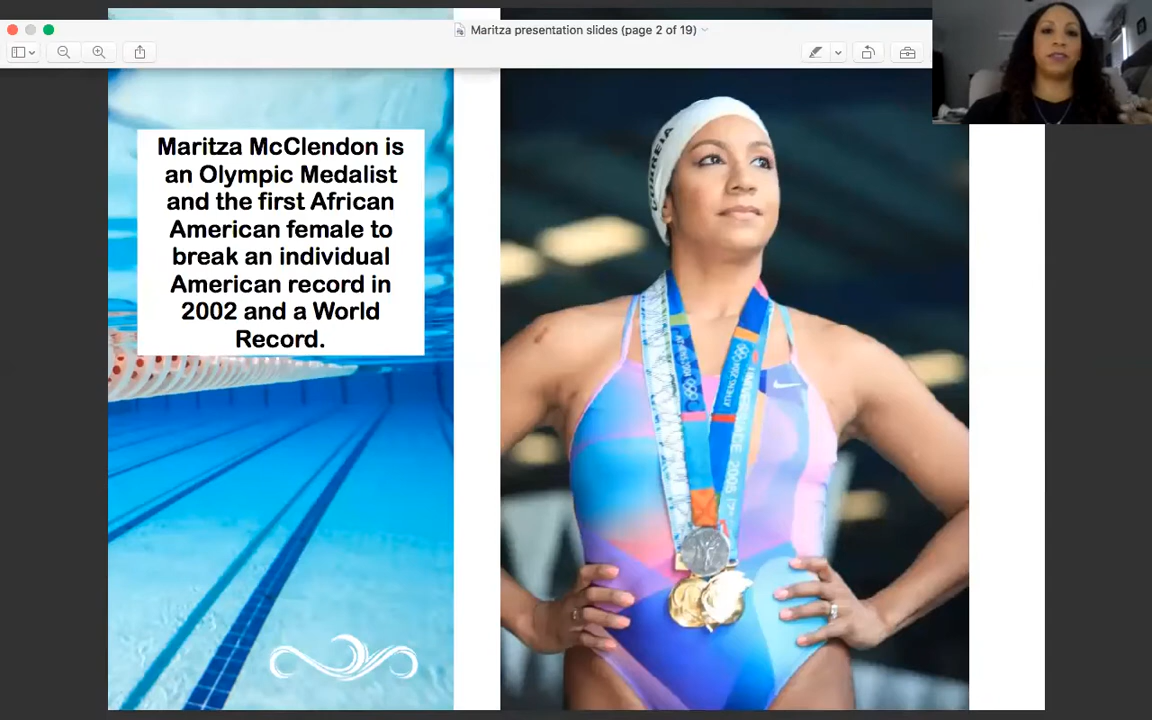 Maritza presentation slides (page 2 of 19)
Maritza McClendon is
an Olympic Medalist
and the first African
American female to
break an individual
American record in
2002 and a World
Record.
CORREIA